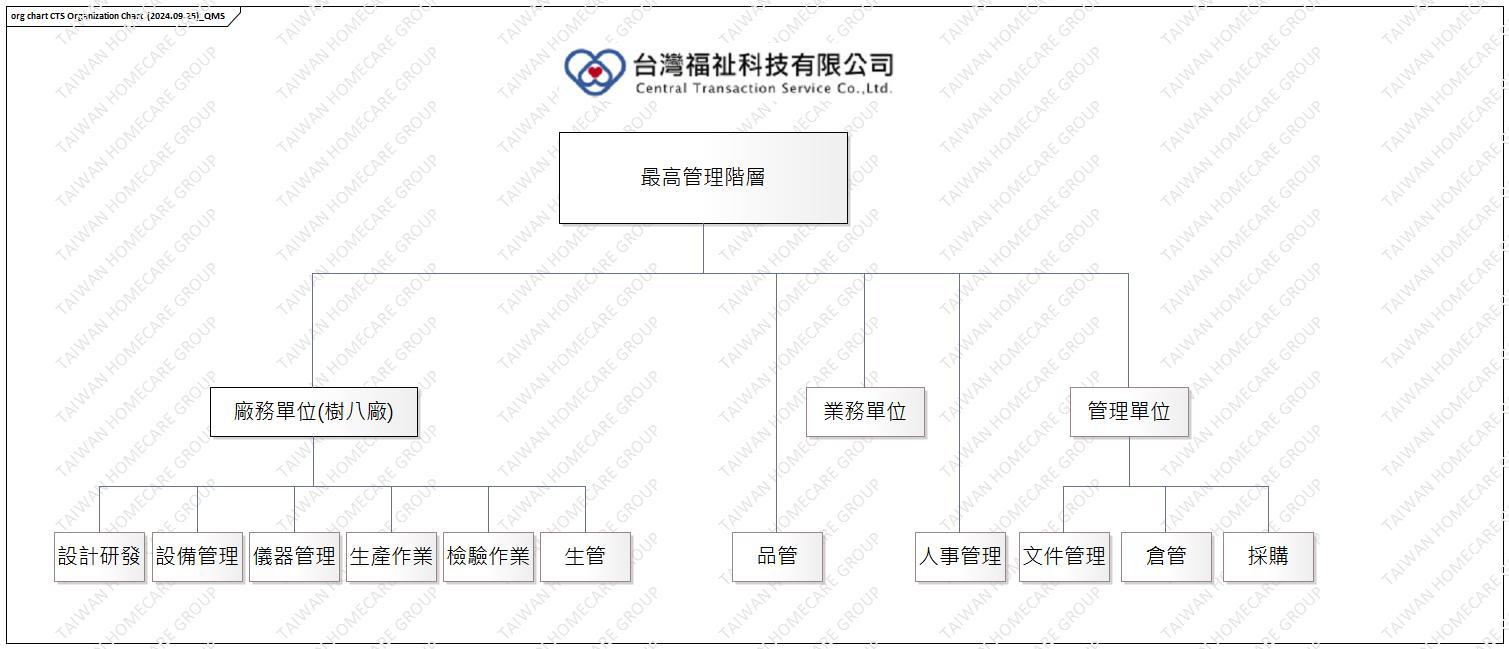 org chart CTS Organization Chart (2024.09.25)_QMS
台灣福祉科技有限公司
Central Transaction Service Co.,Ltd.
最高管理階層
廠務單位(樹八廠)
業務單位
管理單位
設計研發
設備管理
儀器管理
生產作業
檢驗作業
生管
品管
人事管理
文件管理
倉管
採購
TAIWAN HOMECARE GROUP